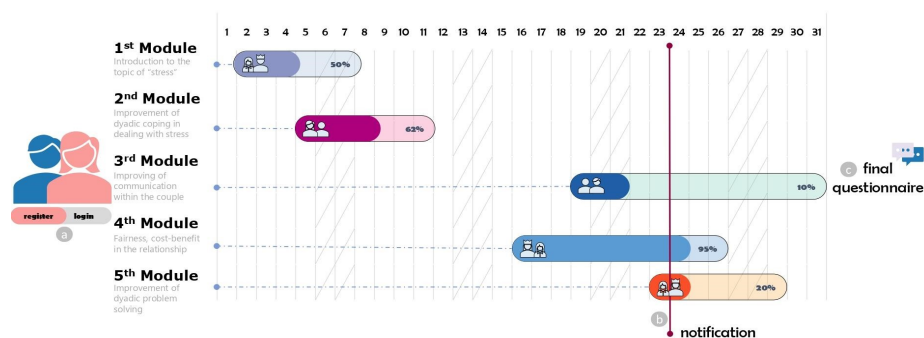 1 2 3 4 5 6 7 8 9 10 11 12 13 14 15 16 17 18 19 20 21 22 23 24 25 26 27 28 29 30 31
1st Module
Introduction to the
topic of "stress"
50%
2nd Module
Improvement of
dyadic coping in
dealing with stress
62%
3rd Module
Improving of
communication
within the couple
10%
c final
questionnaire
register login
a
4th Module
Fairness, cost-benefit
in the relationship
95%
5th Module
Improvement of
dyadic problem
solving
20%
b
notification